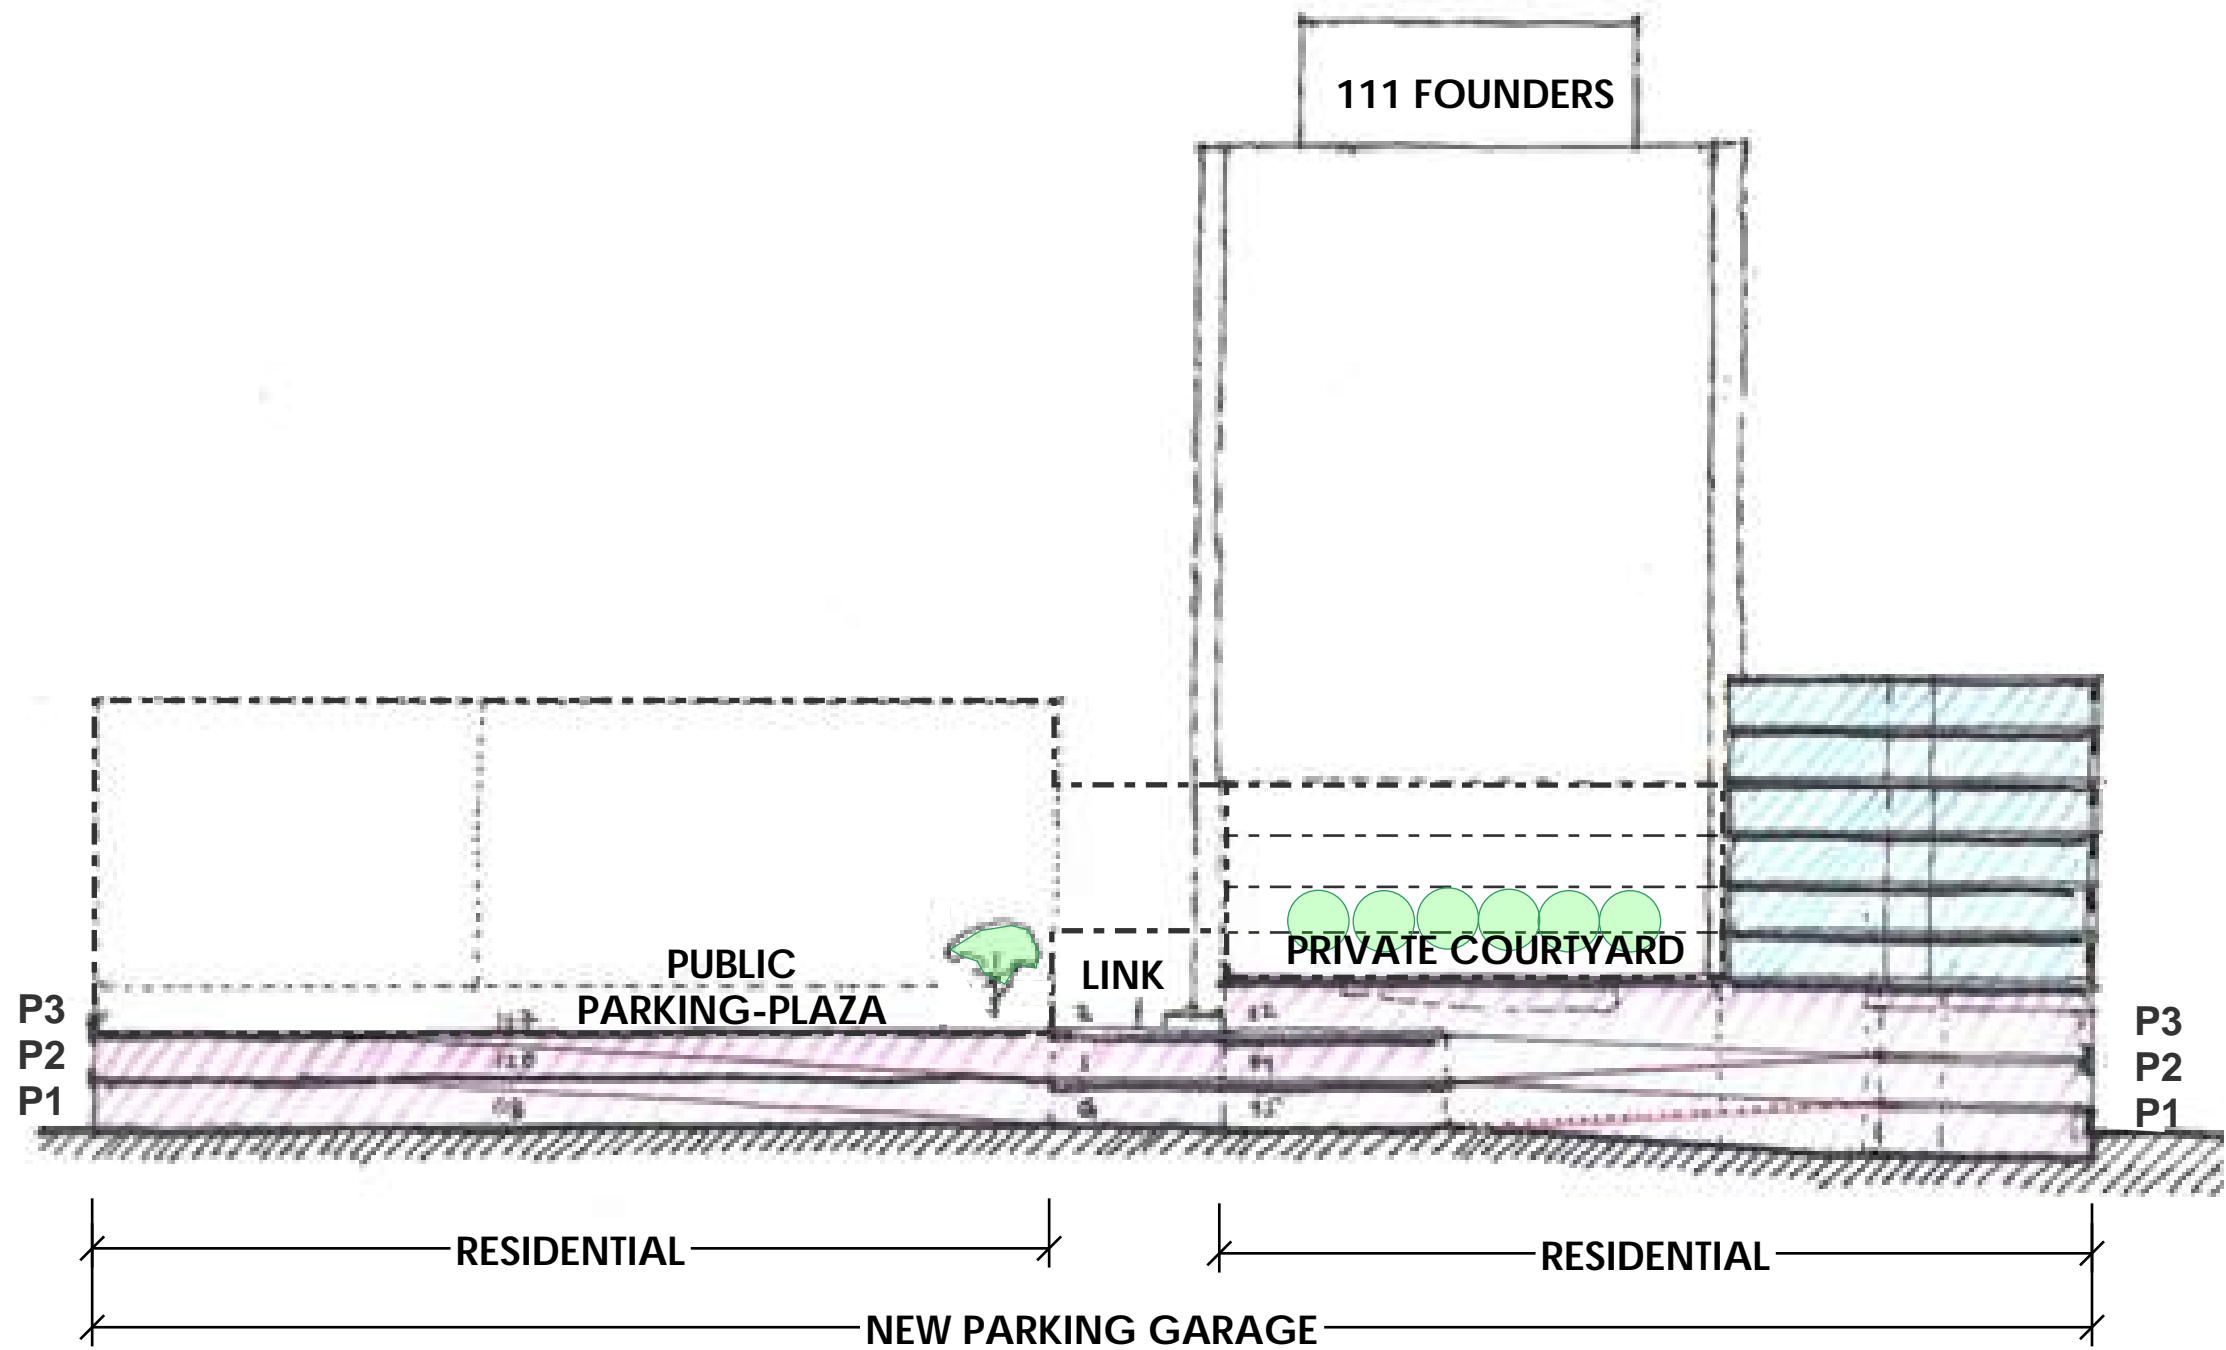 111 FOUNDERS
PUBLIC
PARKING-PLAZA
LINK
PRIVATE COURTYARD
P3
P2
P1
P3
P2
P1
RESIDENTIAL
RESIDENTIAL
NEW PARKING GARAGE